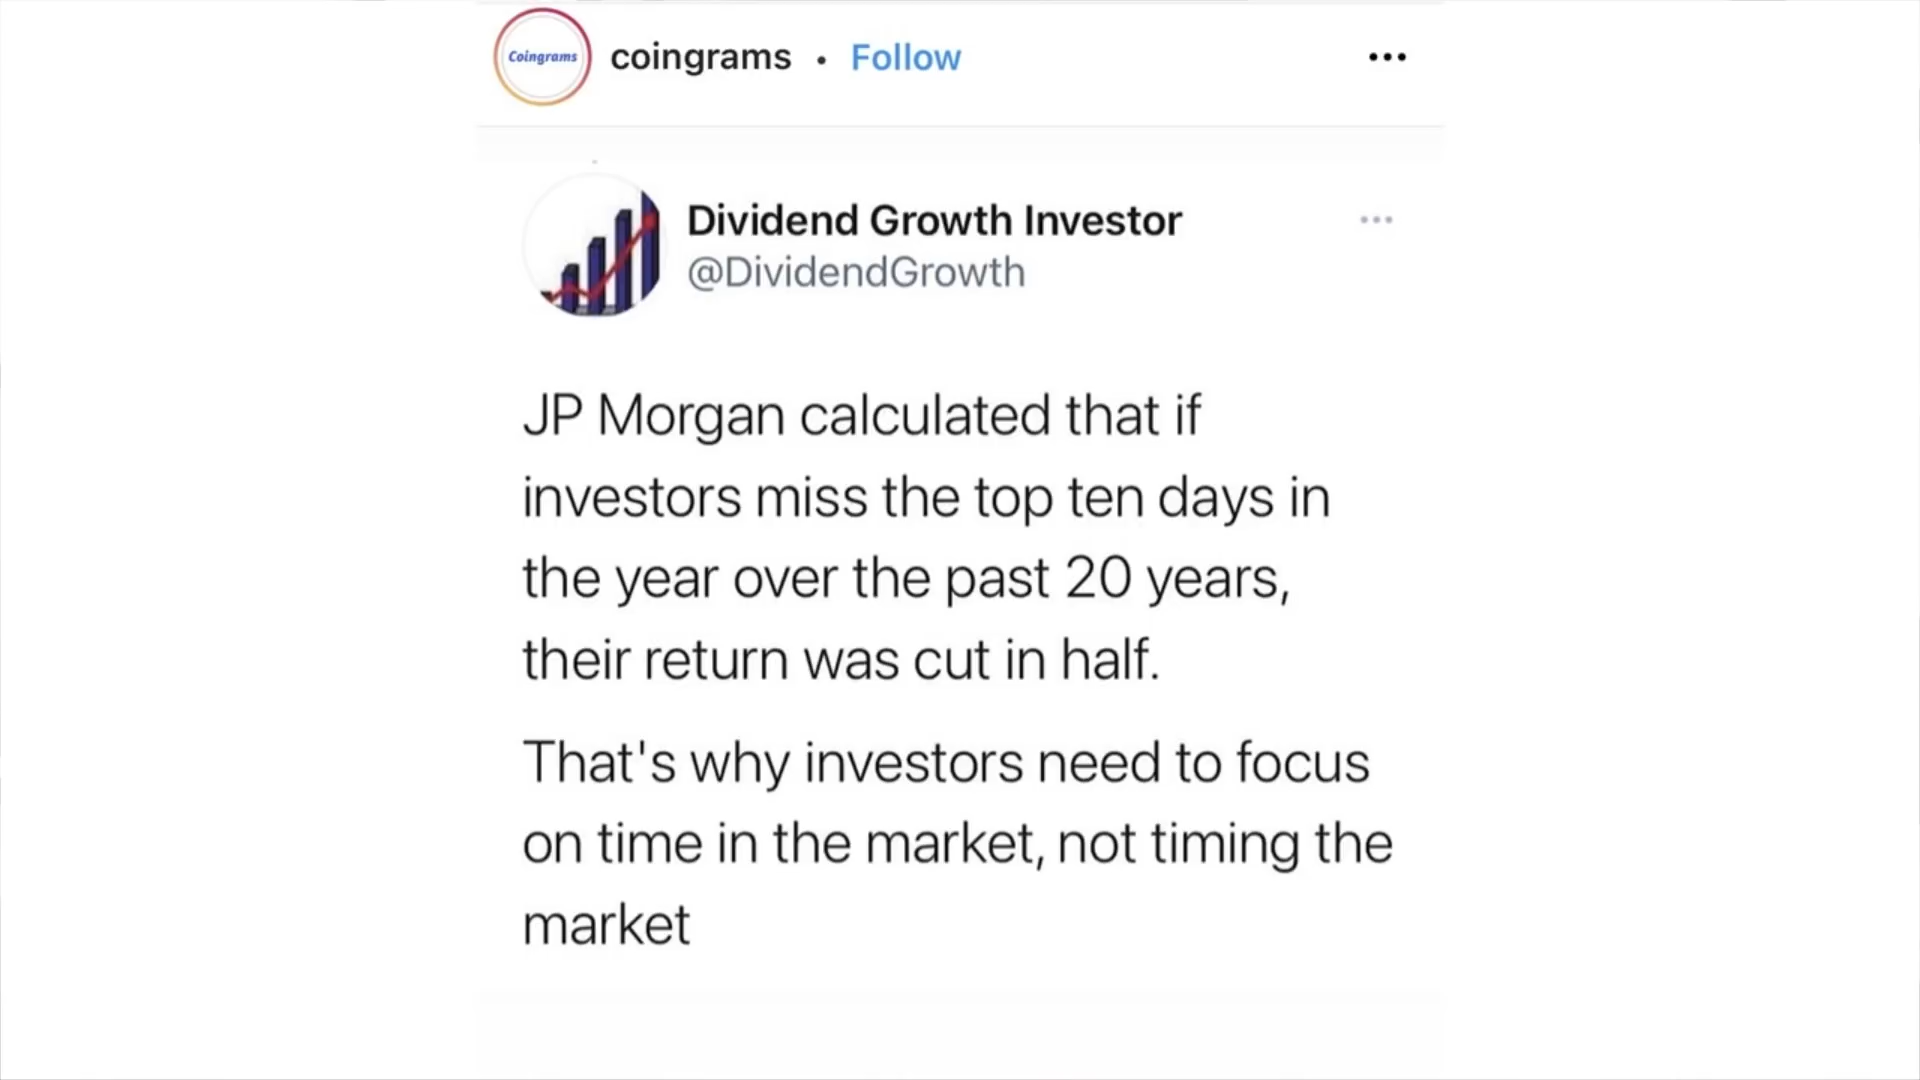 Coingrams
coingrams • Follow
Dividend Growth Investor
@DividendGrowth
JP Morgan calculated that if
investors miss the top ten days in
the year over the past 20 years,
their return was cut in half.
That's why investors need to focus
on time in the market, not timing the
market